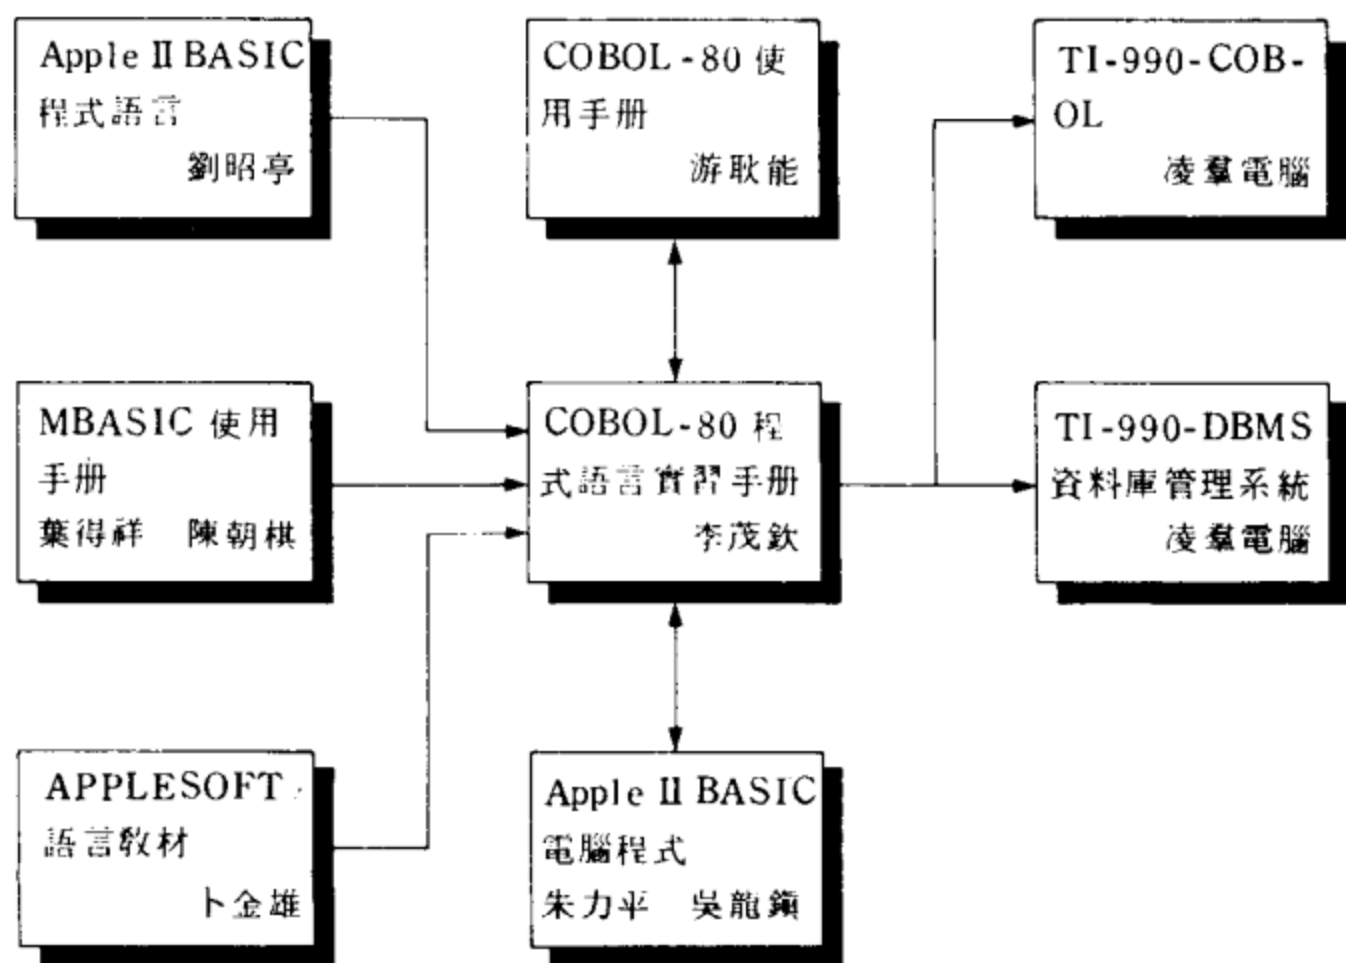 Apple II BASIC
程式語言
劉昭亭
COBOL-80 使
用手册
游耿能
TI-990-COB-
OL
凌羣電腦
MBASIC 使用
手册
葉得祥 陳朝棋
COBOL-80 程
式語言實習手册
李茂欽
TI-990-DBMS
資料庫管理系統
凌羣電腦
APPLESOFT
語言教材
卜金雄
Apple II BASIC
電腦程式
朱力平 吳龍鎭